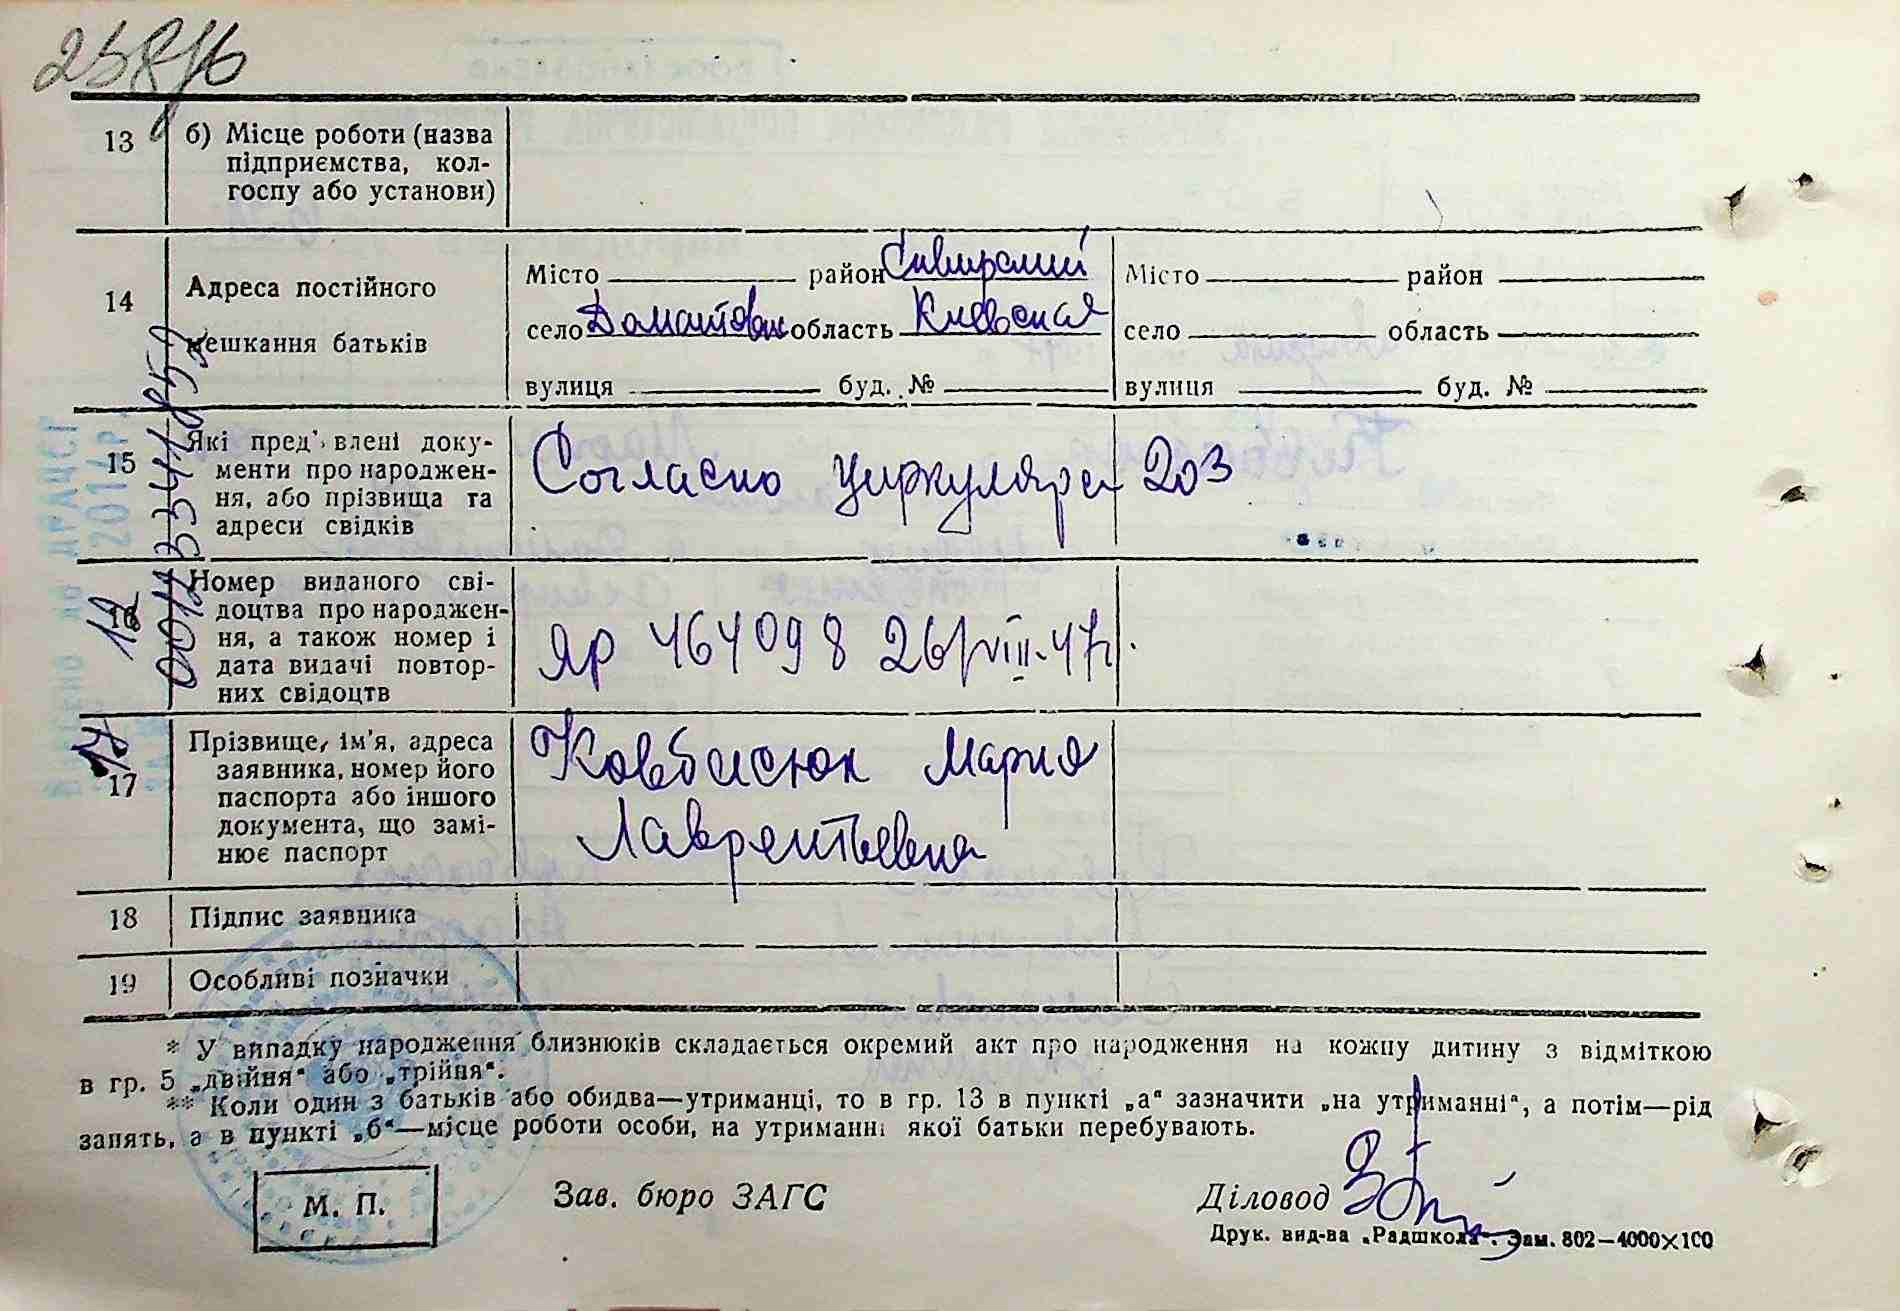 258/6
13 б) Місце роботи (назва
підприємства, кол-
госпу або установи)
14 Адреса постійного
мешкання батьків
Місто район
село Домантовк область Киевская
вулиця буд. №
Місто район
село область
вулиця буд. №
001233418850
15 Які пред'влені доку-
менти про народжен-
ня, або прізвища та
адреси свідків
Согласно циркуляра 203
16 Номер виданого сві-
доцтва про народжен-
ня, а також номер і
дата видачі повтор-
них свідоцтв
ЯР 464098 26/VIII-47г.
17 Прізвище, ім'я, адреса
заявника, номер його
паспорта або іншого
документа, що замі-
нює паспорт
Ковбасюк Мария
Лаврентьевна
18 Підпис заявника
19 Особливі позначки
* У випадку народження близнюків складається окремий акт про народження на кожну дитину з відміткою
в гр. 5 „двійня“ або „трійня“.
** Коли один з батьків або обидва—утриманці, то в гр. 13 в пункті „а“ зазначити „на утриманні“, а потім—рід
занять, а в пункті „б“—місце роботи особи, на утриманні якої батьки перебувають.
М. П.
Зав. бюро ЗАГС
Діловод
Друк. вид-ва „Радшкола“. Зам. 802—4000×100